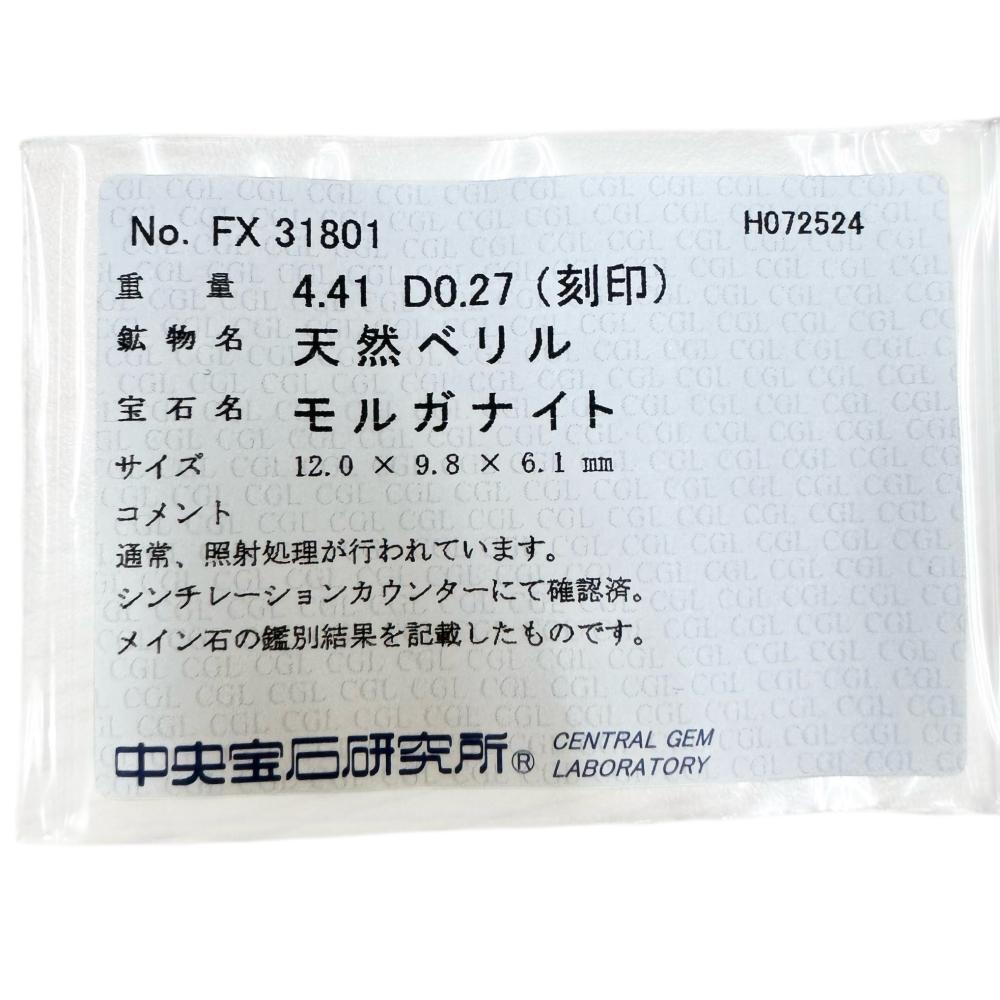 No. FX 31801
H072524
重量 4.41 D0.27 (刻印)
鉱物名 天然ベリル
宝石名 モルガナイト
サイズ 12.0 × 9.8 × 6.1 mm
コメント
通常、照射処理が行われています。
シンチレーションカウンターにて確認済。
メイン石の鑑別結果を記載したものです。
中央宝石研究所® CENTRAL GEM
LABORATORY